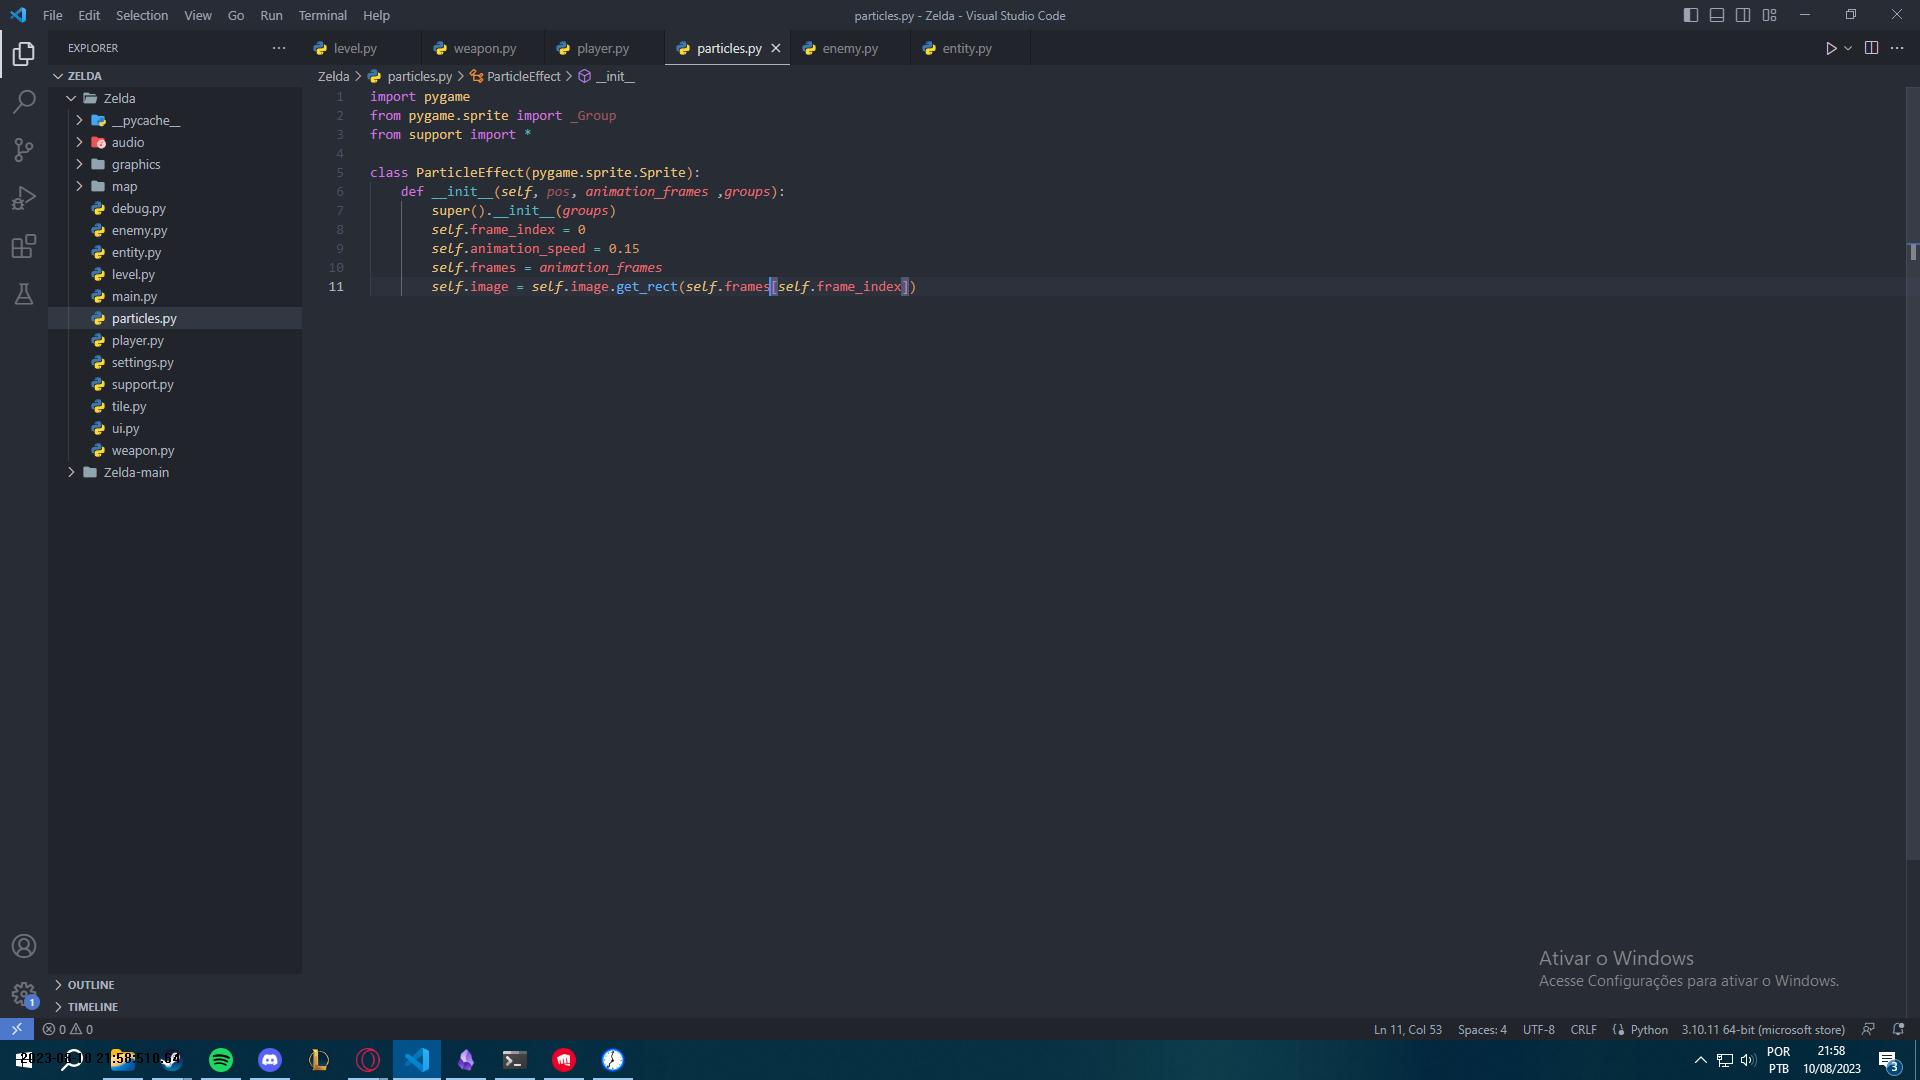 File Edit Selection View Go Run Terminal Help
particles.py - Zelda - Visual Studio Code
EXPLORER
level.py weapon.py player.py particles.py enemy.py entity.py
ZELDA
Zelda > particles.py > ParticleEffect > __init__
Zelda
__pycache__
audio
graphics
map
debug.py
enemy.py
entity.py
level.py
main.py
particles.py
player.py
settings.py
support.py
tile.py
ui.py
weapon.py
Zelda-main
1 import pygame
2 from pygame.sprite import _Group
3 from support import *
4
5 class ParticleEffect(pygame.sprite.Sprite):
6 def __init__(self, pos, animation_frames ,groups):
7 super().__init__(groups)
8 self.frame_index = 0
9 self.animation_speed = 0.15
10 self.frames = animation_frames
11 self.image = self.image.get_rect(self.frames[self.frame_index])
Ativar o Windows
Acesse Configurações para ativar o Windows.
OUTLINE
TIMELINE
1
0 0
Ln 11, Col 53 Spaces: 4 UTF-8 CRLF Python 3.10.11 64-bit (microsoft store)
POR
PTB
21:58
10/08/2023
3